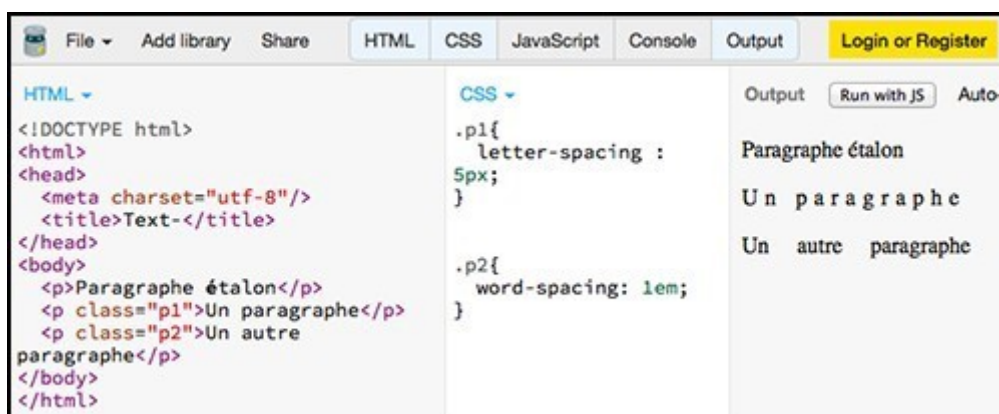 File Add library Share HTML CSS JavaScript Console Output Login or Register
HTML
<!DOCTYPE html>
<html>
<head>
<meta charset="utf-8"/>
<title>Text-</title>
</head>
<body>
<p>Paragraphe étalon</p>
<p class="p1">Un paragraphe</p>
<p class="p2">Un autre
paragraphe</p>
</body>
</html>
CSS
.p1{
letter-spacing :
5px;
}
.p2{
word-spacing: 1em;
}
Output Run with JS Auto-
Paragraphe étalon
Un paragraphe
Un autre paragraphe